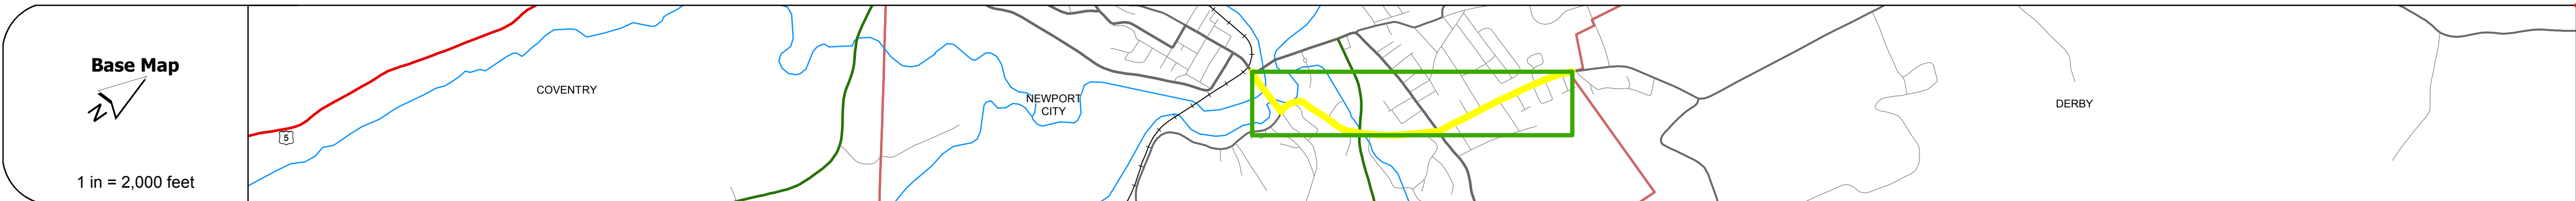 Base Map
N
1 in = 2,000 feet
5
COVENTRY
NEWPORT
CITY
DERBY